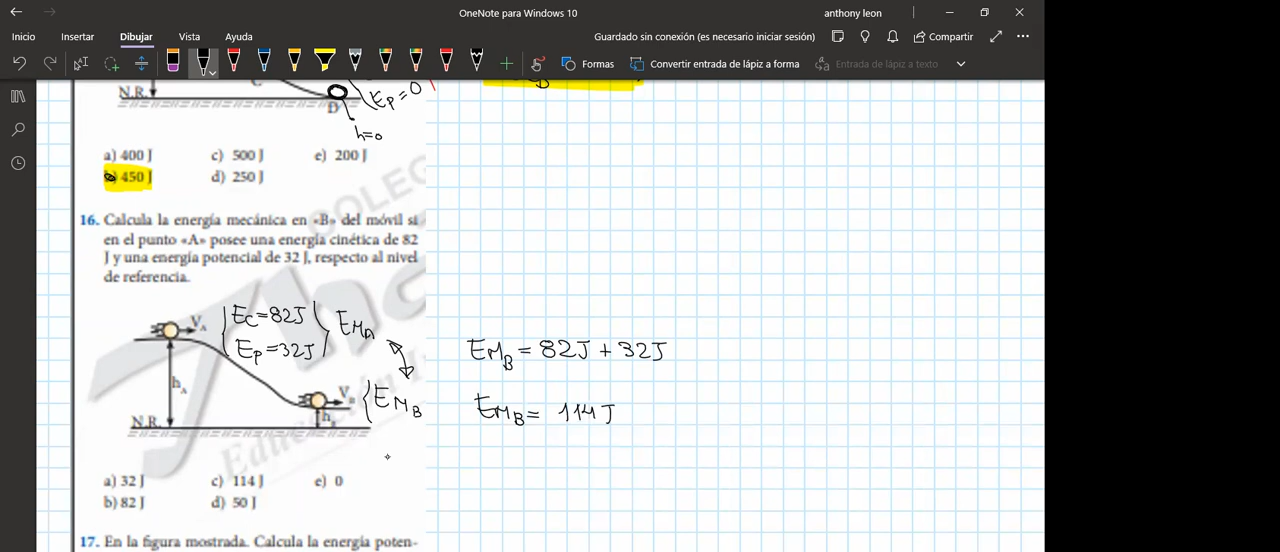 OneNote para Windows 10
anthony leon
Inicio Insertar Dibujar Vista Ayuda
Guardado sin conexión (es necesario iniciar sesión)
Compartir
Formas
Convertir entrada de lápiz a forma
Entrada de lápiz a texto
N.R.
D
Ep=0
h=0
B
a) 400 J c) 500 J e) 200 J
b) 450 J d) 250 J
16. Calcula la energía mecánica en «B» del móvil si
en el punto «A» posee una energía cinética de 82
J y una energía potencial de 32 J, respecto al nivel
de referencia.
VA
Ec=82J
Ep=32J
EMA
hA
VB
EMB
N.R.
EMB = 82J + 32J
EMB = 114J
a) 32 J c) 114 J e) 0
b) 82 J d) 50 J
17. En la figura mostrada. Calcula la energía poten-